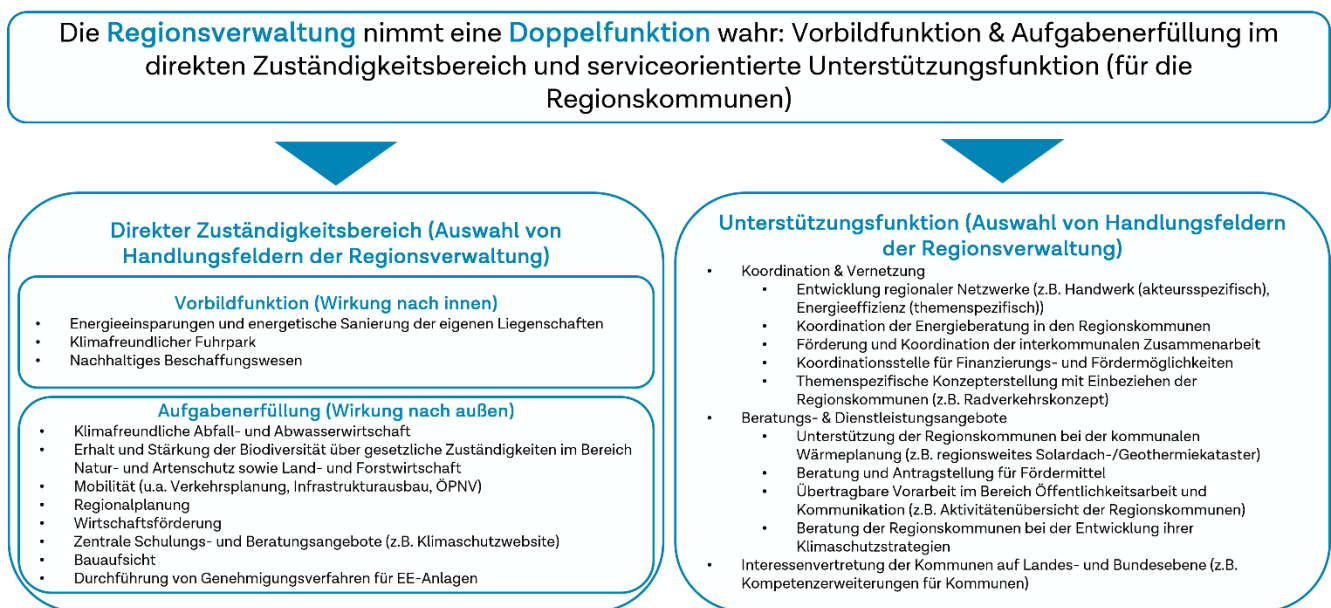 Die Regionsverwaltung nimmt eine Doppelfunktion wahr: Vorbildfunktion & Aufgabenerfüllung im
direkten Zuständigkeitsbereich und serviceorientierte Unterstützungsfunktion (für die
Regionskommunen)
Direkter Zuständigkeitsbereich (Auswahl von
Handlungsfeldern der Regionsverwaltung)
Vorbildfunktion (Wirkung nach innen)
• Energieeinsparungen und energetische Sanierung der eigenen Liegenschaften
• Klimafreundlicher Fuhrpark
• Nachhaltiges Beschaffungswesen
Aufgabenerfüllung (Wirkung nach außen)
• Klimafreundliche Abfall- und Abwasserwirtschaft
• Erhalt und Stärkung der Biodiversität über gesetzliche Zuständigkeiten im Bereich
Natur- und Artenschutz sowie Land- und Forstwirtschaft
• Mobilität (u.a. Verkehrsplanung, Infrastrukturausbau, ÖPNV)
• Regionalplanung
• Wirtschaftsförderung
• Zentrale Schulungs- und Beratungsangebote (z.B. Klimaschutzwebsite)
• Bauaufsicht
• Durchführung von Genehmigungsverfahren für EE-Anlagen
Unterstützungsfunktion (Auswahl von Handlungsfeldern
der Regionsverwaltung)
• Koordination & Vernetzung
• Entwicklung regionaler Netzwerke (z.B. Handwerk (akteursspezifisch),
Energieeffizienz (themenspezifisch))
• Koordination der Energieberatung in den Regionskommunen
• Förderung und Koordination der interkommunalen Zusammenarbeit
• Koordinationsstelle für Finanzierungs- und Fördermöglichkeiten
• Themenspezifische Konzepterstellung mit Einbeziehen der
Regionskommunen (z.B. Radverkehrskonzept)
• Beratungs- & Dienstleistungsangebote
• Unterstützung der Regionskommunen bei der kommunalen
Wärmeplanung (z.B. regionsweites Solardach-/Geothermiekataster)
• Beratung und Antragstellung für Fördermittel
• Übertragbare Vorarbeit im Bereich Öffentlichkeitsarbeit und
Kommunikation (z.B. Aktivitätenübersicht der Regionskommunen)
• Beratung der Regionskommunen bei der Entwicklung ihrer
Klimaschutzstrategien
• Interessenvertretung der Kommunen auf Landes- und Bundesebene (z.B.
Kompetenzerweiterungen für Kommunen)